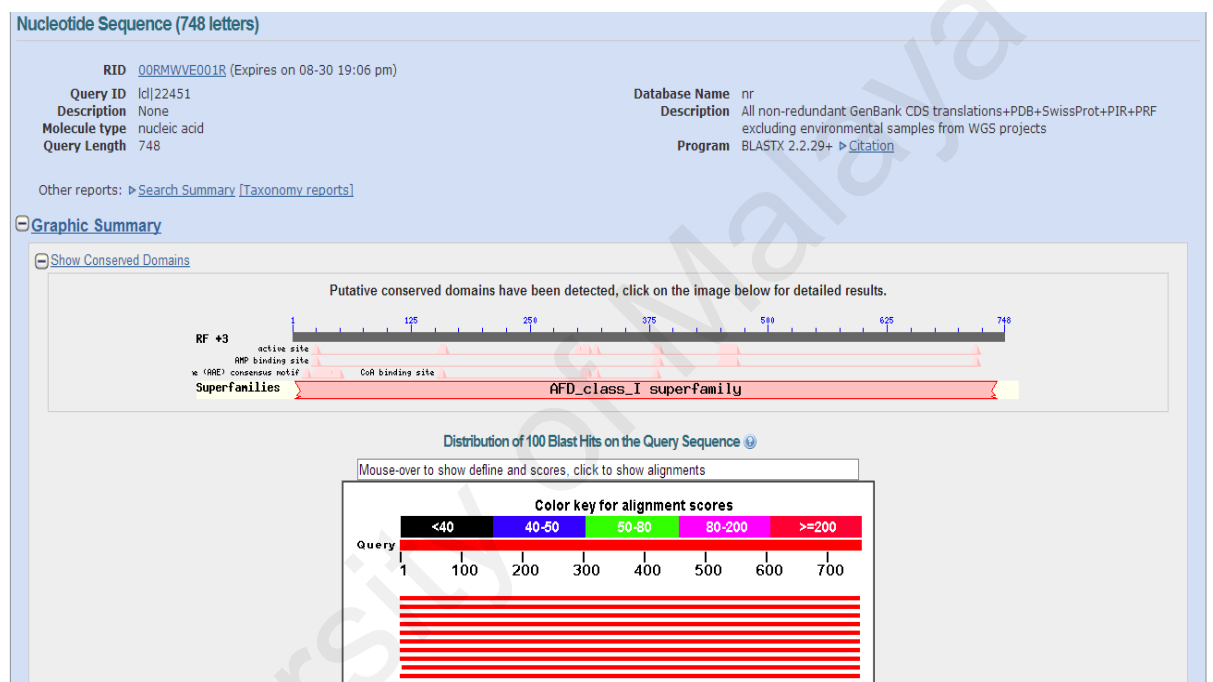 Nucleotide Sequence (748 letters)
RID 00RMWVE001R (Expires on 08-30 19:06 pm)
Query ID lcl|22451
Description None
Molecule type nucleic acid
Query Length 748
Database Name nr
Description All non-redundant GenBank CDS translations+PDB+SwissProt+PIR+PRF
excluding environmental samples from WGS projects
Program BLASTX 2.2.29+ Citation
Other reports: Search Summary [Taxonomy reports]
Graphic Summary
Show Conserved Domains
Putative conserved domains have been detected, click on the image below for detailed results.
1 125 250 375 500 625 748
RF +3
active site
AMP binding site
e (AAE) consensus motif CoA binding site
Superfamilies AFD_class_I superfamily
Distribution of 100 Blast Hits on the Query Sequence
Mouse-over to show define and scores, click to show alignments
Color key for alignment scores
<40 40-50 50-80 80-200 >=200
Query
1 100 200 300 400 500 600 700
ersity of Malaya